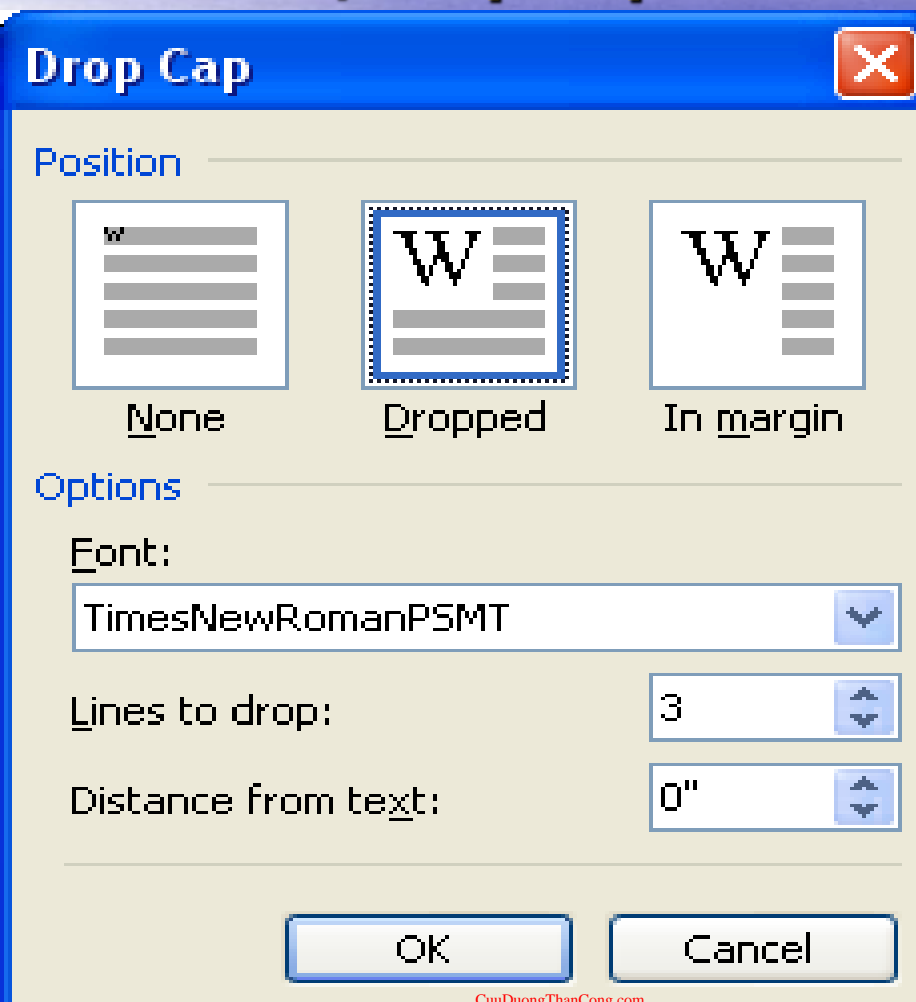 Drop Cap
Position
W
W
W
None
Dropped
In margin
Options
Font:
TimesNewRomanPSMT
Lines to drop:
3
Distance from text:
0"
OK
Cancel
CuuDuongThanCong.com